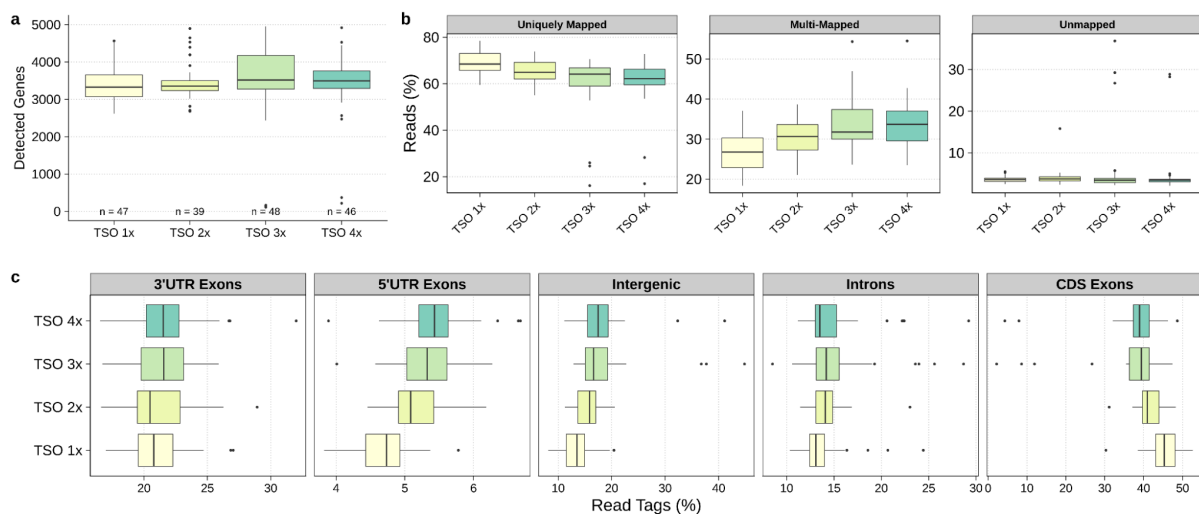 a
Detected Genes
5000
4000
3000
2000
1000
0
n = 47
n = 39
n = 48
n = 46
TSO 1x
TSO 2x
TSO 3x
TSO 4x
b
Reads (%)
Uniquely Mapped
80
60
40
20
TSO 1x
TSO 2x
TSO 3x
TSO 4x
Multi-Mapped
50
40
30
20
TSO 1x
TSO 2x
TSO 3x
TSO 4x
Unmapped
30
20
10
TSO 1x
TSO 2x
TSO 3x
TSO 4x
c
3'UTR Exons
5'UTR Exons
Intergenic
Introns
CDS Exons
TSO 4x
TSO 3x
TSO 2x
TSO 1x
20 25 30
4 5 6
10 20 30 40
10 15 20 25 30
0 10 20 30 40 50
Read Tags (%)